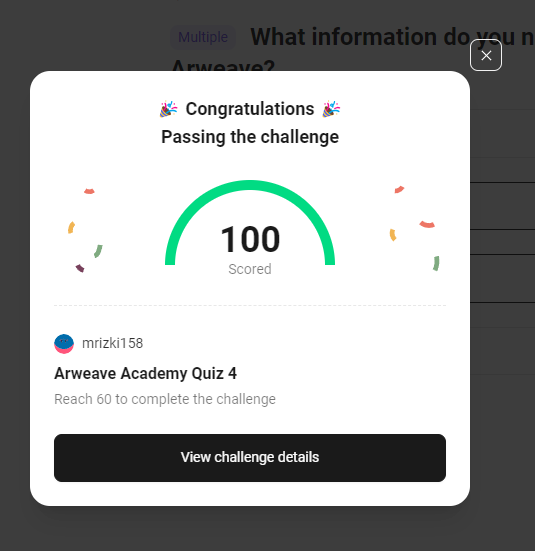 Multiple What information do you n
Arweave?
🎉 Congratulations 🎉
Passing the challenge
100
Scored
mrizki158
Arweave Academy Quiz 4
Reach 60 to complete the challenge
View challenge details